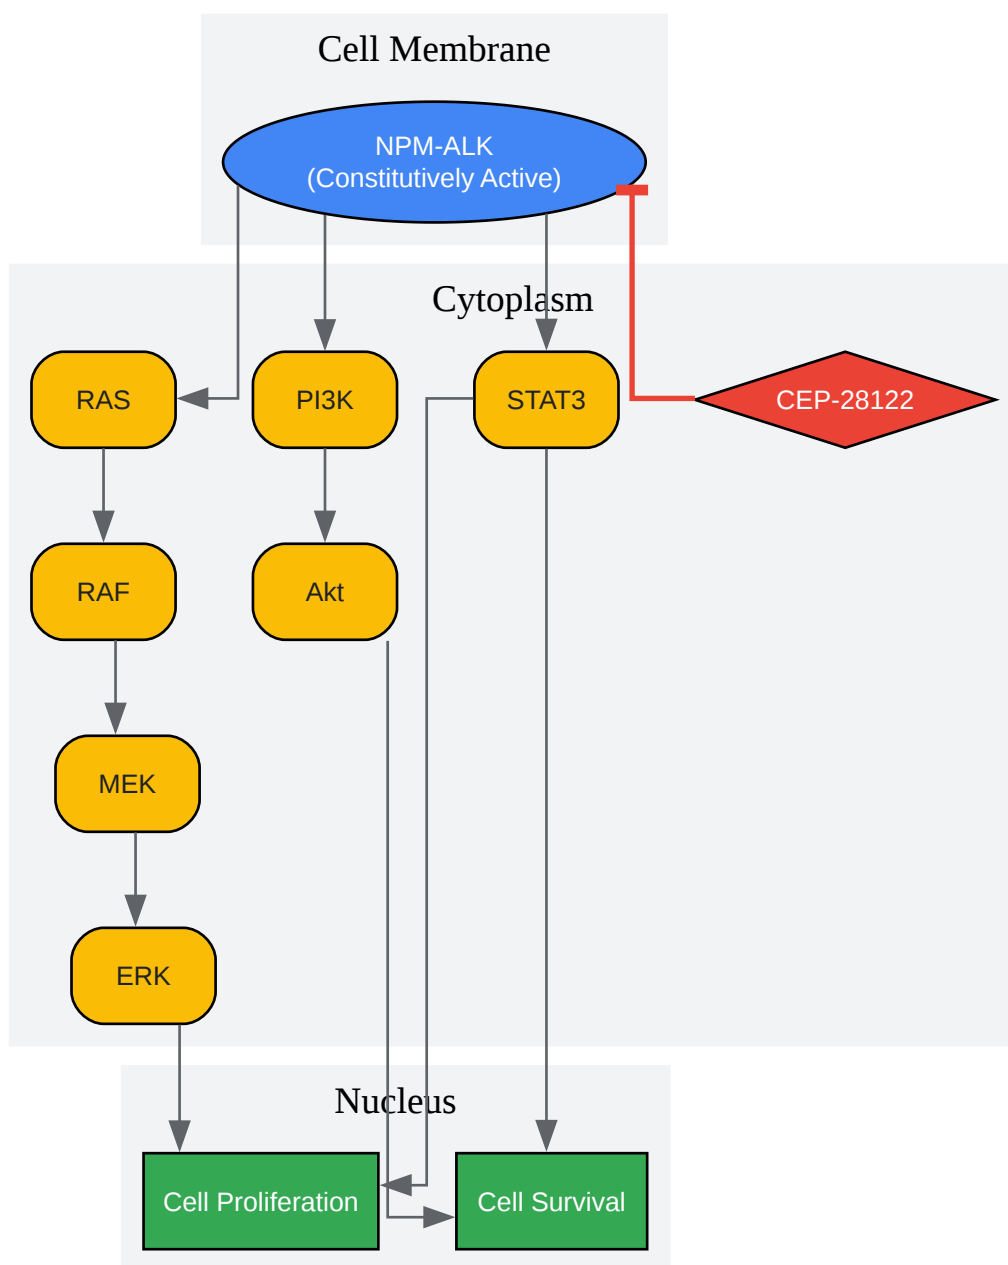 Cell Membrane
NPM-ALK
(Constitutively Active)
Cytoplasm
RAS
PI3K
STAT3
CEP-28122
RAF
Akt
MEK
ERK
Nucleus
Cell Proliferation
Cell Survival